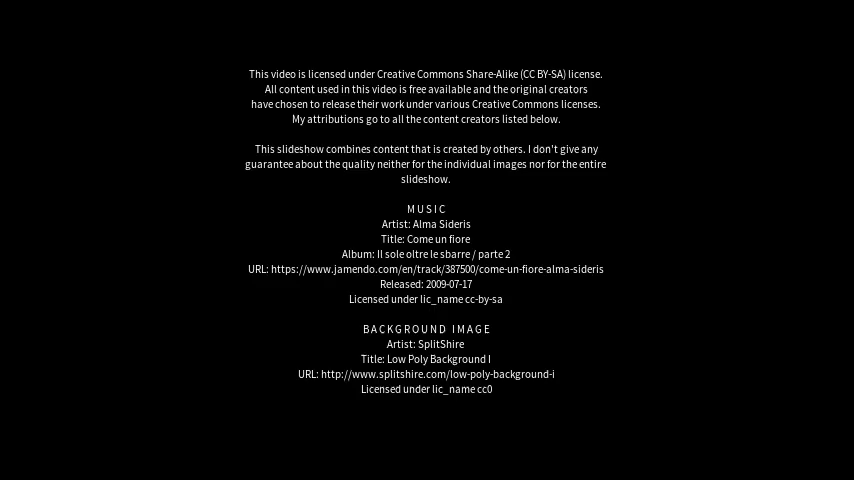 This video is licensed under Creative Commons Share-Alike (CC BY-SA) license.
All content used in this video is free available and the original creators
have chosen to release their work under various Creative Commons licenses.
My attributions go to all the content creators listed below.
This slideshow combines content that is created by others. I don't give any
guarantee about the quality neither for the individual images nor for the entire
slideshow.
MUSIC
Artist: Alma Sideris
Title: Come un fiore
Album: Il sole oltre le sbarre / parte 2
URL: https://www.jamendo.com/en/track/387500/come-un-fiore-alma-sideris
Released: 2009-07-17
Licensed under lic_name cc-by-sa
BACKGROUND IMAGE
Artist: SplitShire
Title: Low Poly Background I
URL: http://www.splitshire.com/low-poly-background-i
Licensed under lic_name cc0